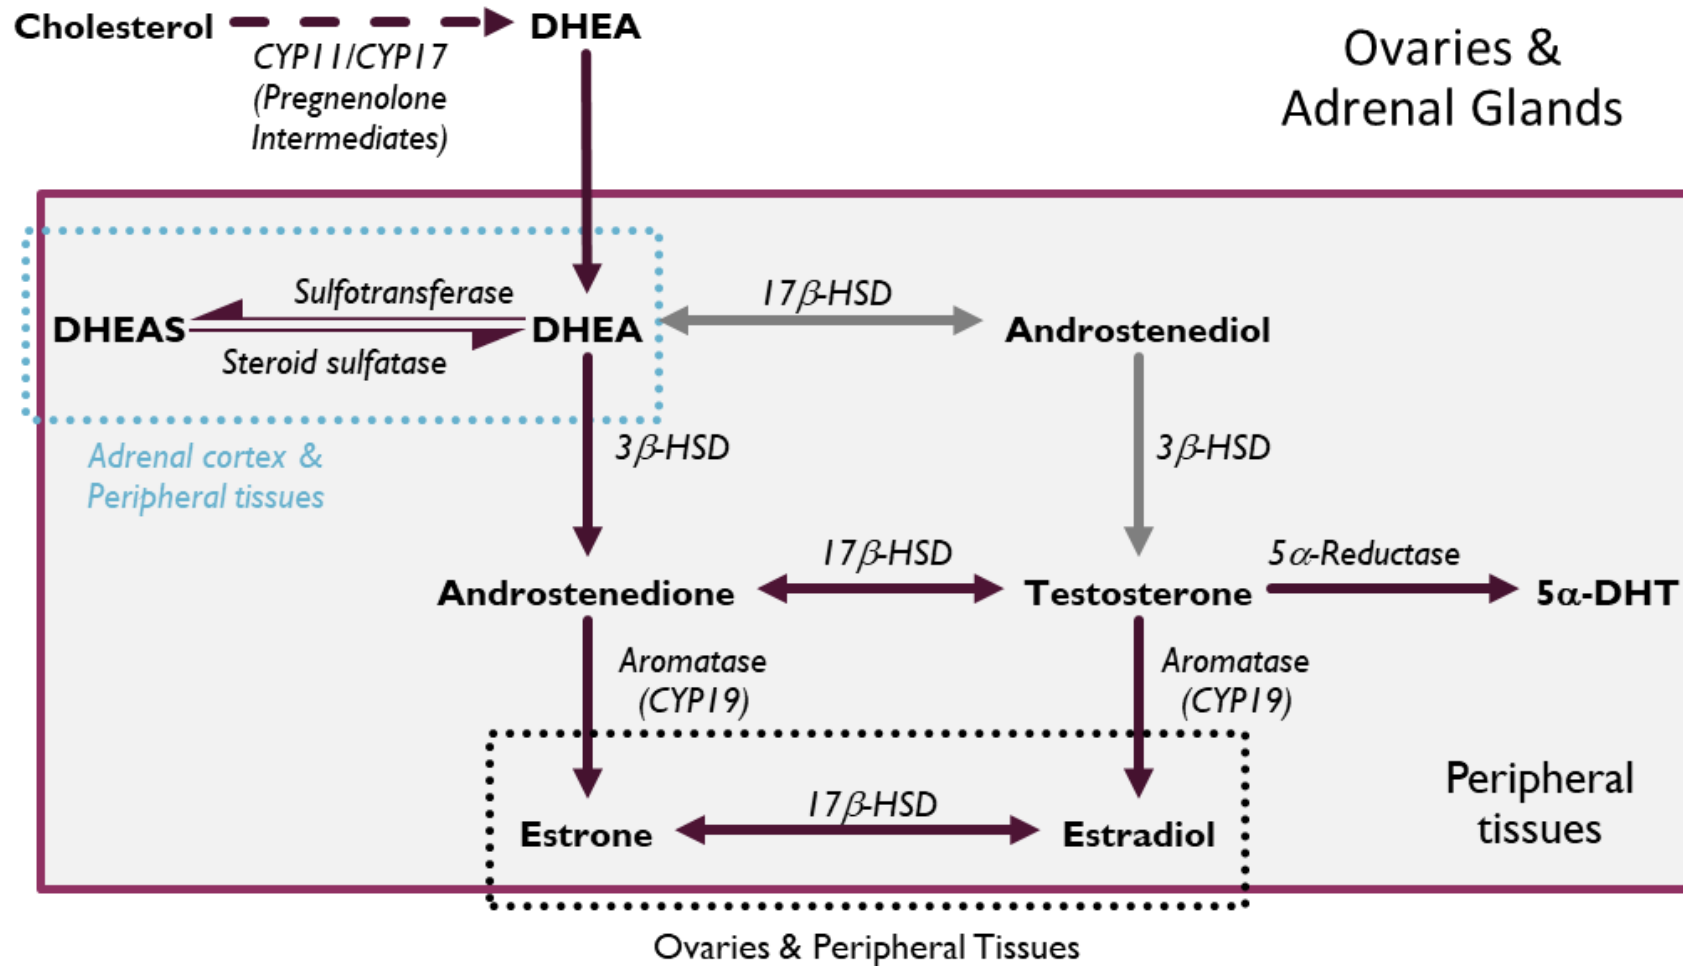 Cholesterol
DHEA
CYP11/CYP17
(Pregnenolone
Intermediates)
Ovaries &
Adrenal Glands
Sulfotransferase
17β-HSD
DHEAS
DHEA
Androstenediol
Steroid sulfatase
Adrenal cortex &
Peripheral tissues
3β-HSD
3β-HSD
17β-HSD
5α-Reductase
Androstenedione
Testosterone
5α-DHT
Aromatase
(CYP19)
Aromatase
(CYP19)
Peripheral
tissues
17β-HSD
Estrone
Estradiol
Ovaries & Peripheral Tissues